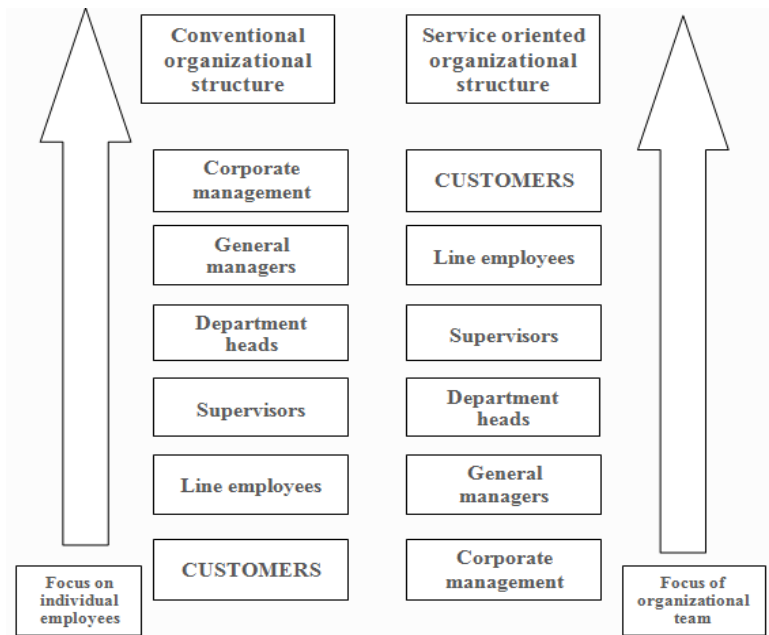 Conventional
organizational
structure
Service oriented
organizational
structure
Corporate
management
CUSTOMERS
General
managers
Line employees
Department
heads
Supervisors
Supervisors
Department
heads
Line employees
General
managers
CUSTOMERS
Corporate
management
Focus on
individual
employees
Focus of
organizational
team